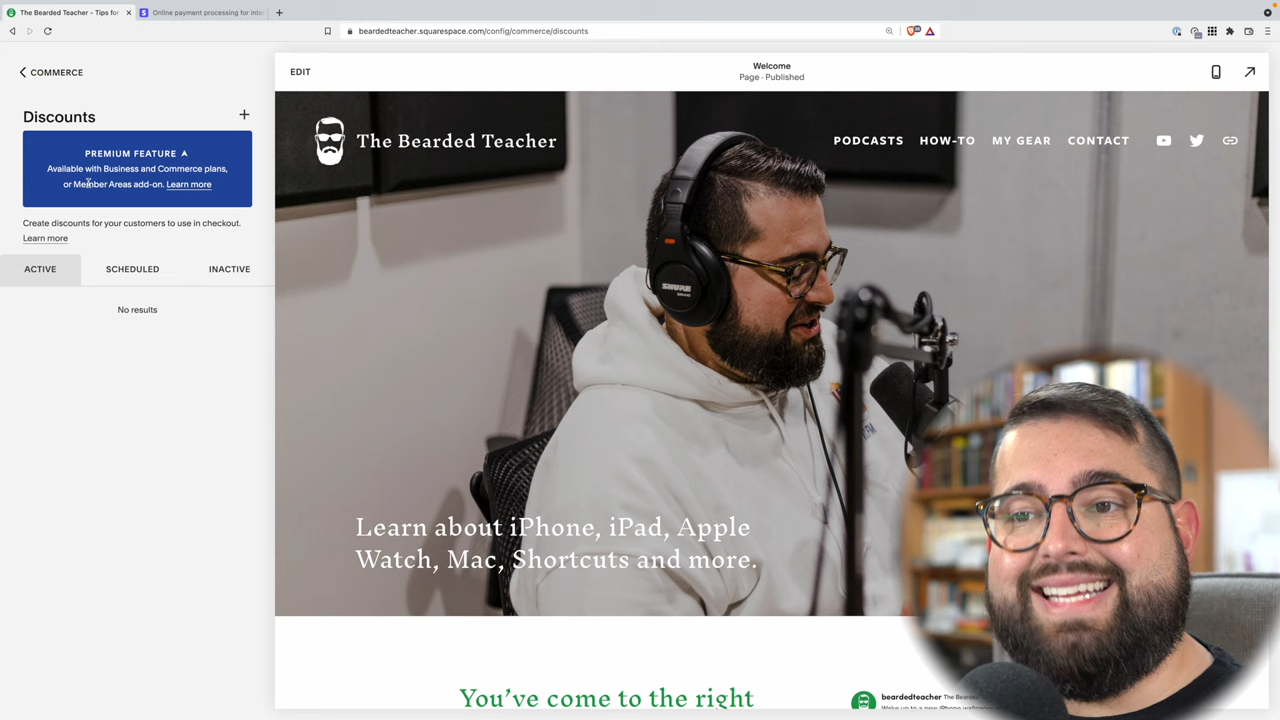 The Bearded Teacher – Tips for
Online payment processing for inter
beardedteacher.squarespace.com/config/commerce/discounts
COMMERCE
Discounts
PREMIUM FEATURE
Available with Business and Commerce plans,
or Member Areas add-on. Learn more
Create discounts for your customers to use in checkout.
Learn more
ACTIVE
SCHEDULED
INACTIVE
No results
EDIT
Welcome
Page · Published
The Bearded Teacher
PODCASTS
HOW-TO
MY GEAR
CONTACT
SHURE
Learn about iPhone, iPad, Apple
Watch, Mac, Shortcuts and more.
You’ve come to the right
beardedteacher The Bearded